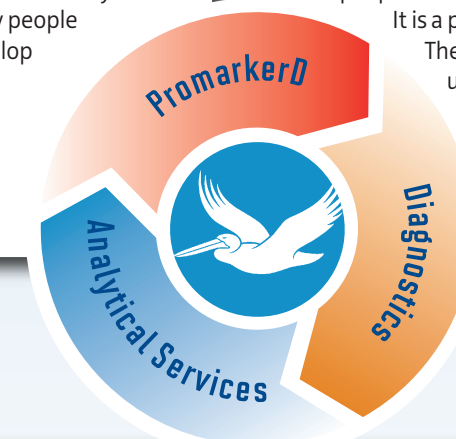 people
lop
It is a p
The
u
PromarkerD
Diagnostics
Analytical Services